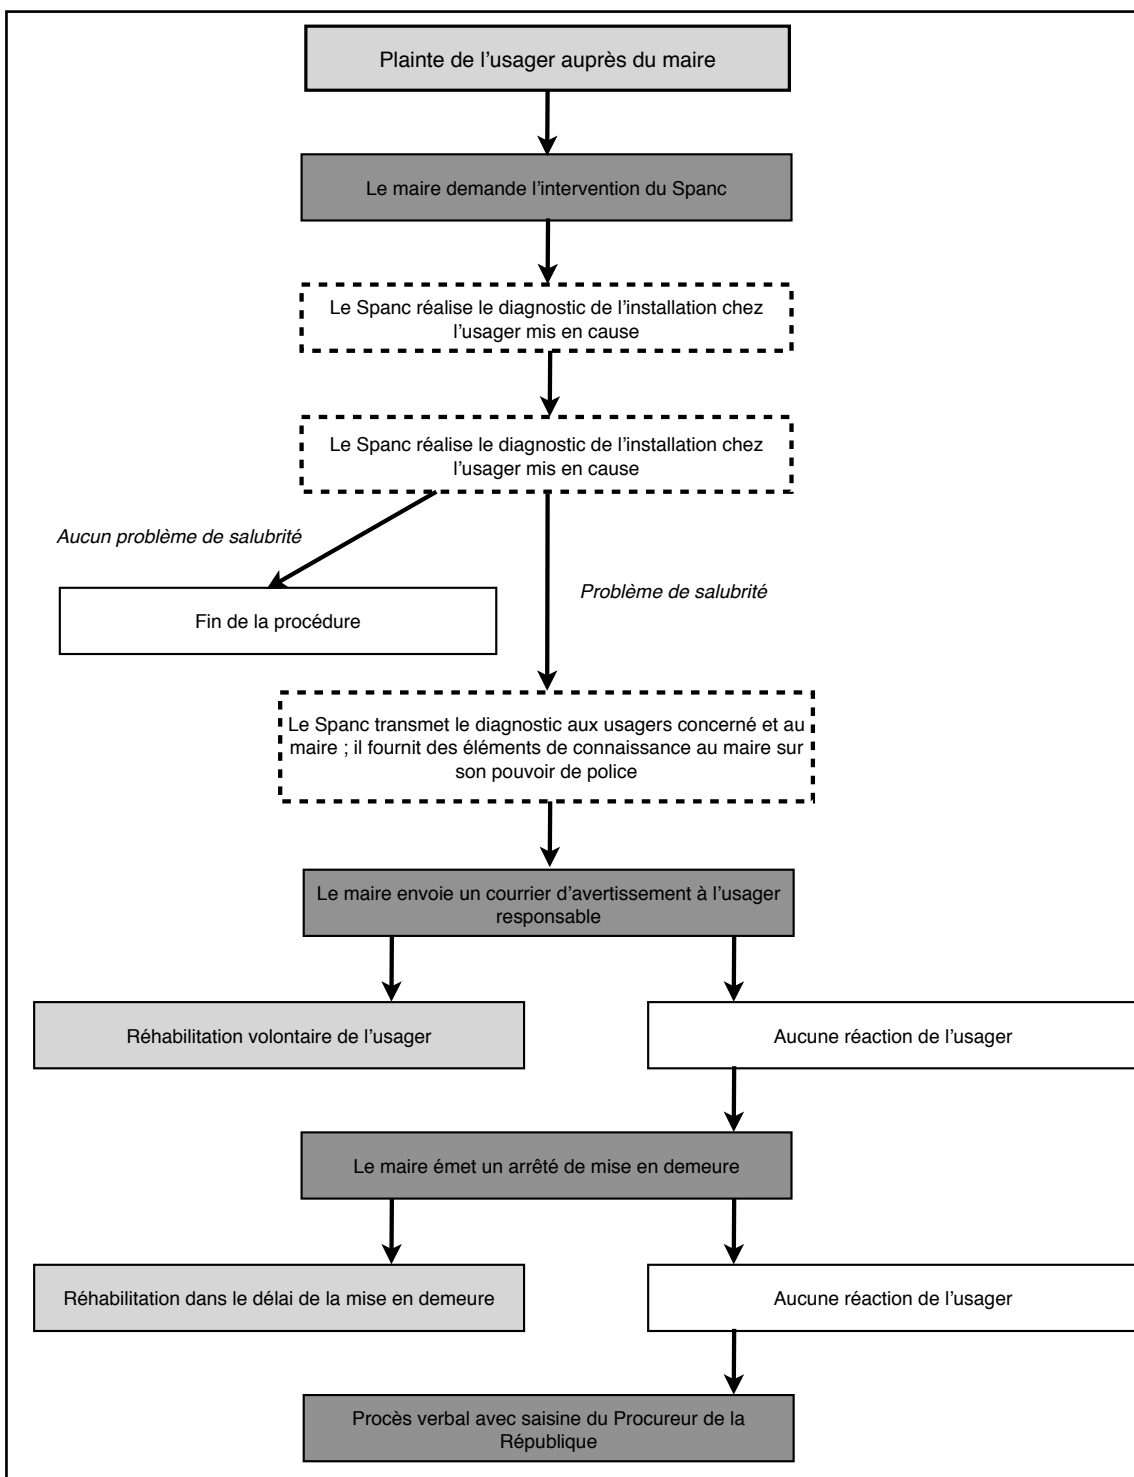 Plainte de l'usager auprès du maire
Le maire demande l'intervention du Spanc
Le Spanc réalise le diagnostic de l'installation chez
l'usager mis en cause
Le Spanc réalise le diagnostic de l'installation chez
l'usager mis en cause
Aucun problème de salubrité
Problème de salubrité
Fin de la procédure
Le Spanc transmet le diagnostic aux usagers concerné et au
maire ; il fournit des éléments de connaissance au maire sur
son pouvoir de police
Le maire envoie un courrier d'avertissement à l'usager
responsable
Réhabilitation volontaire de l'usager
Aucune réaction de l'usager
Le maire émet un arrêté de mise en demeure
Réhabilitation dans le délai de la mise en demeure
Aucune réaction de l'usager
Procès verbal avec saisine du Procureur de la
République